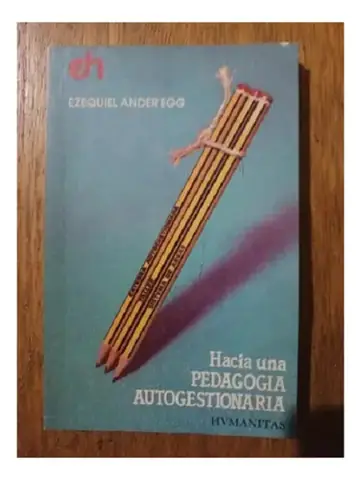 eh
EZEQUIEL ANDER EGG
Hacia una
PEDAGOGIA
AUTOGESTIONARIA
HVMANITAS